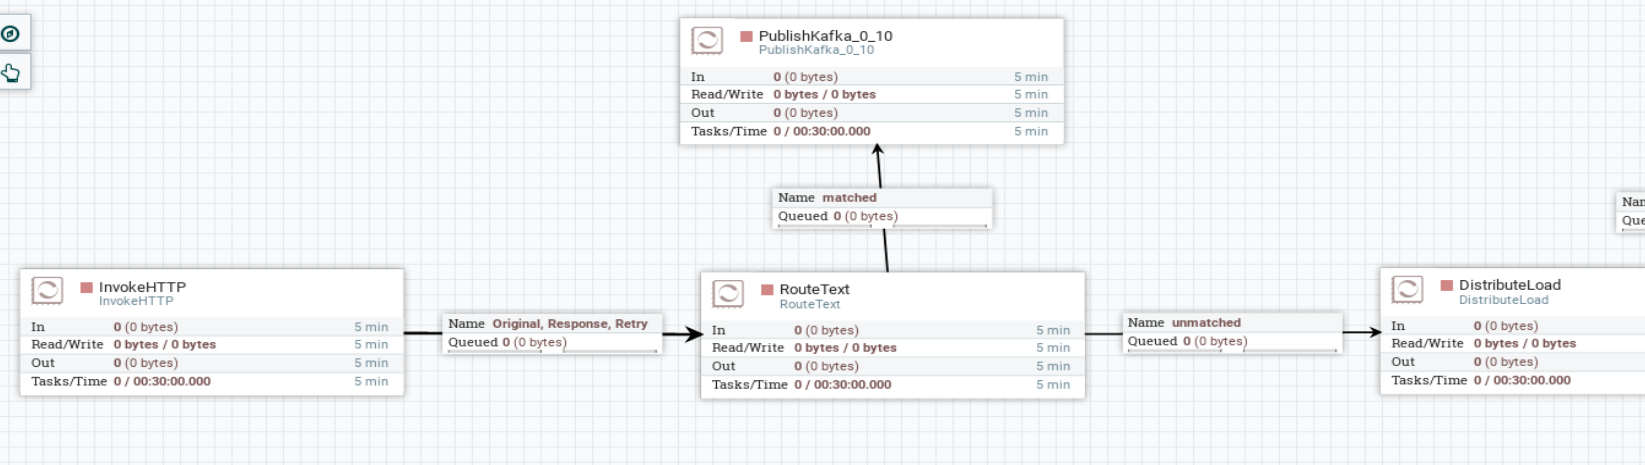 PublishKafka_0_10
PublishKafka_0_10
In 0 (0 bytes) 5 min
Read/Write 0 bytes / 0 bytes 5 min
Out 0 (0 bytes) 5 min
Tasks/Time 0 / 00:30:00.000 5 min
Name matched
Queued 0 (0 bytes)
InvokeHTTP
InvokeHTTP
In 0 (0 bytes) 5 min
Read/Write 0 bytes / 0 bytes 5 min
Out 0 (0 bytes) 5 min
Tasks/Time 0 / 00:30:00.000 5 min
Name Original, Response, Retry
Queued 0 (0 bytes)
RouteText
RouteText
In 0 (0 bytes) 5 min
Read/Write 0 bytes / 0 bytes 5 min
Out 0 (0 bytes) 5 min
Tasks/Time 0 / 00:30:00.000 5 min
Name unmatched
Queued 0 (0 bytes)
DistributeLoad
DistributeLoad
In 0 (0 bytes)
Read/Write 0 bytes / 0 bytes
Out 0 (0 bytes)
Tasks/Time 0 / 00:30:00.000